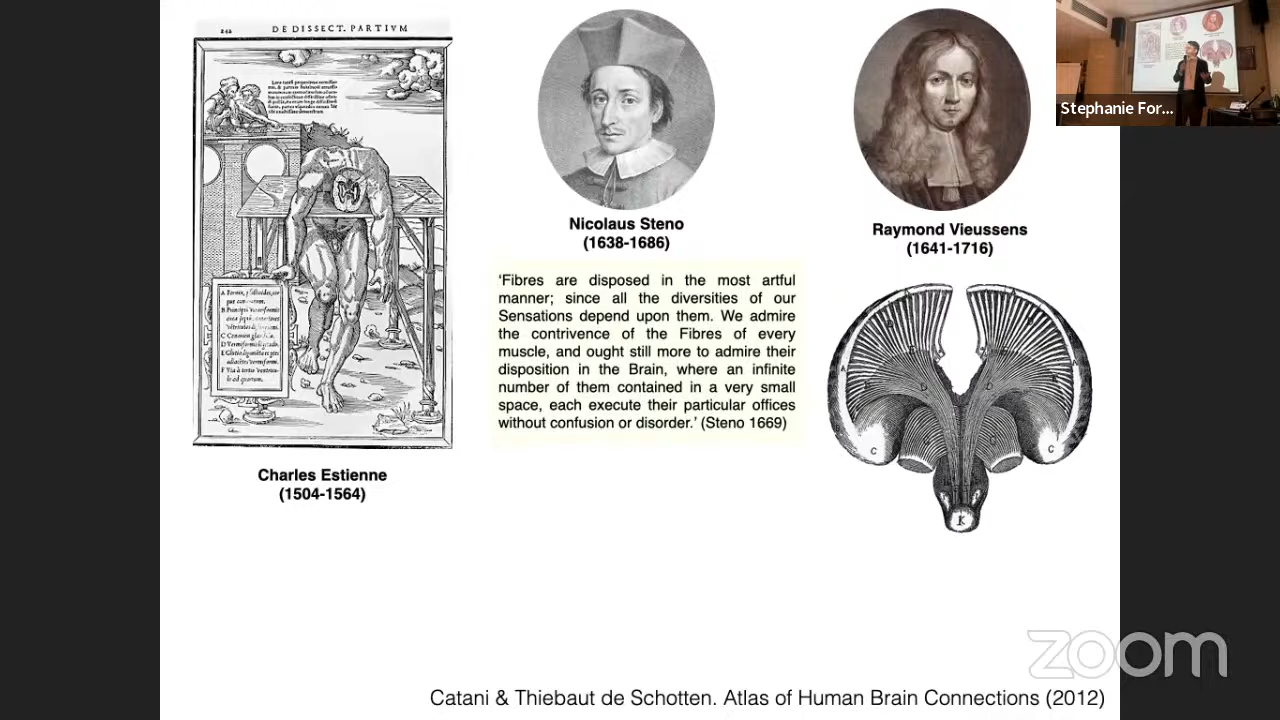 242 DE DISSECT. PARTIVM
Nicolaus Steno
(1638-1686)
Raymond Vieussens
(1641-1716)
Stephanie For...
‘Fibres are disposed in the most artful
manner; since all the diversities of our
Sensations depend upon them. We admire
the contrivence of the Fibres of every
muscle, and ought still more to admire their
disposition in the Brain, where an infinite
number of them contained in a very small
space, each execute their particular offices
without confusion or disorder.’ (Steno 1669)
Charles Estienne
(1504-1564)
C
C
K
zoom
Catani & Thiebaut de Schotten. Atlas of Human Brain Connections (2012)